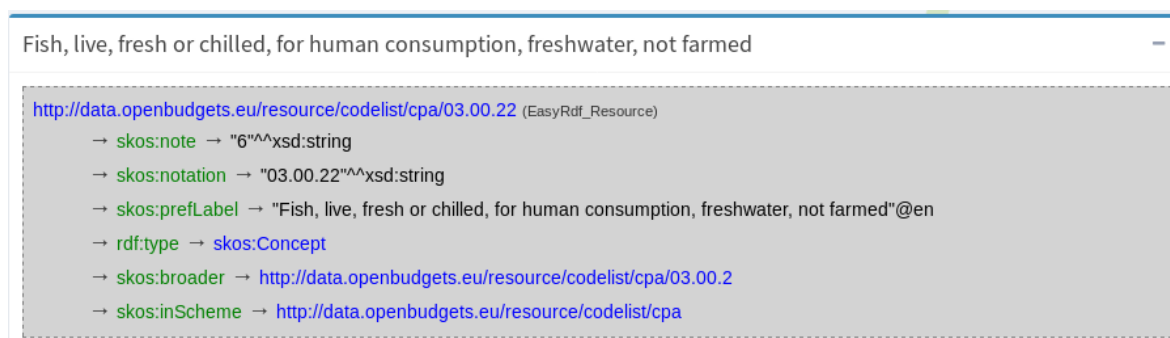 Fish, live, fresh or chilled, for human consumption, freshwater, not farmed
http://data.openbudgets.eu/resource/codelist/cpa/03.00.22 (EasyRdf_Resource)
→ skos:note → "6"^^xsd:string
→ skos:notation → "03.00.22"^^xsd:string
→ skos:prefLabel → "Fish, live, fresh or chilled, for human consumption, freshwater, not farmed"@en
→ rdf:type → skos:Concept
→ skos:broader → http://data.openbudgets.eu/resource/codelist/cpa/03.00.2
→ skos:inScheme → http://data.openbudgets.eu/resource/codelist/cpa